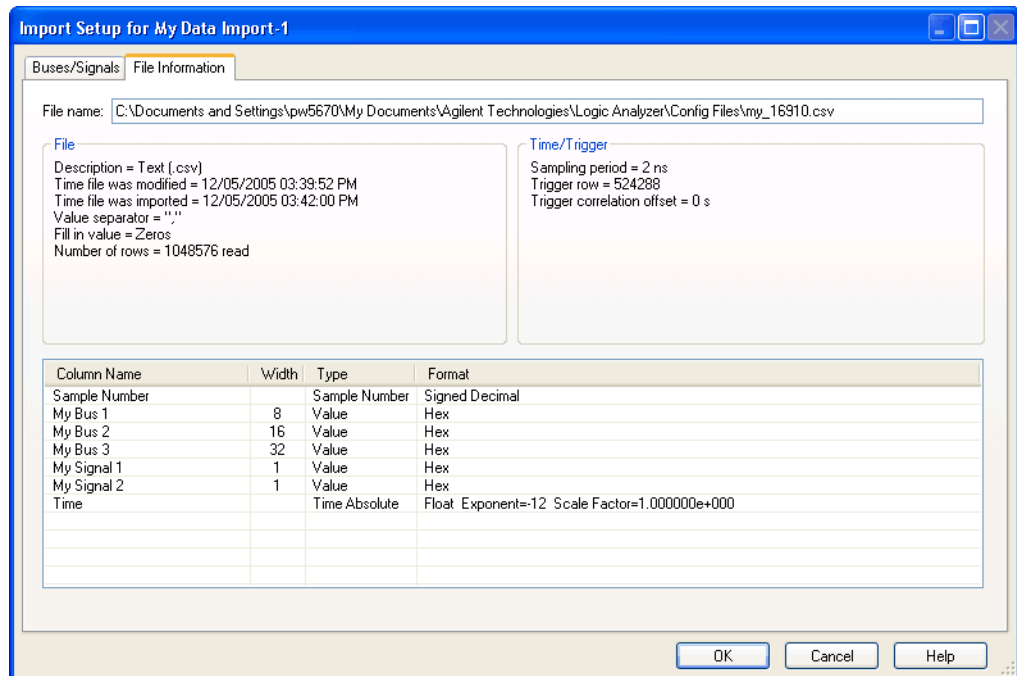 Import Setup for My Data Import-1
Buses/Signals File Information
File name: C:\Documents and Settings\pw5670\My Documents\Agilent Technologies\Logic Analyzer\Config Files\my_16910.csv
File
Description = Text (.csv)
Time file was modified = 12/05/2005 03:39:52 PM
Time file was imported = 12/05/2005 03:42:00 PM
Value separator = ","
Fill in value = Zeros
Number of rows = 1048576 read
Time/Trigger
Sampling period = 2 ns
Trigger row = 524288
Trigger correlation offset = 0 s
Column Name Width Type Format
Sample Number Sample Number Signed Decimal
My Bus 1 8 Value Hex
My Bus 2 16 Value Hex
My Bus 3 32 Value Hex
My Signal 1 1 Value Hex
My Signal 2 1 Value Hex
Time Time Absolute Float Exponent=-12 Scale Factor=1.000000e+000
OK Cancel Help